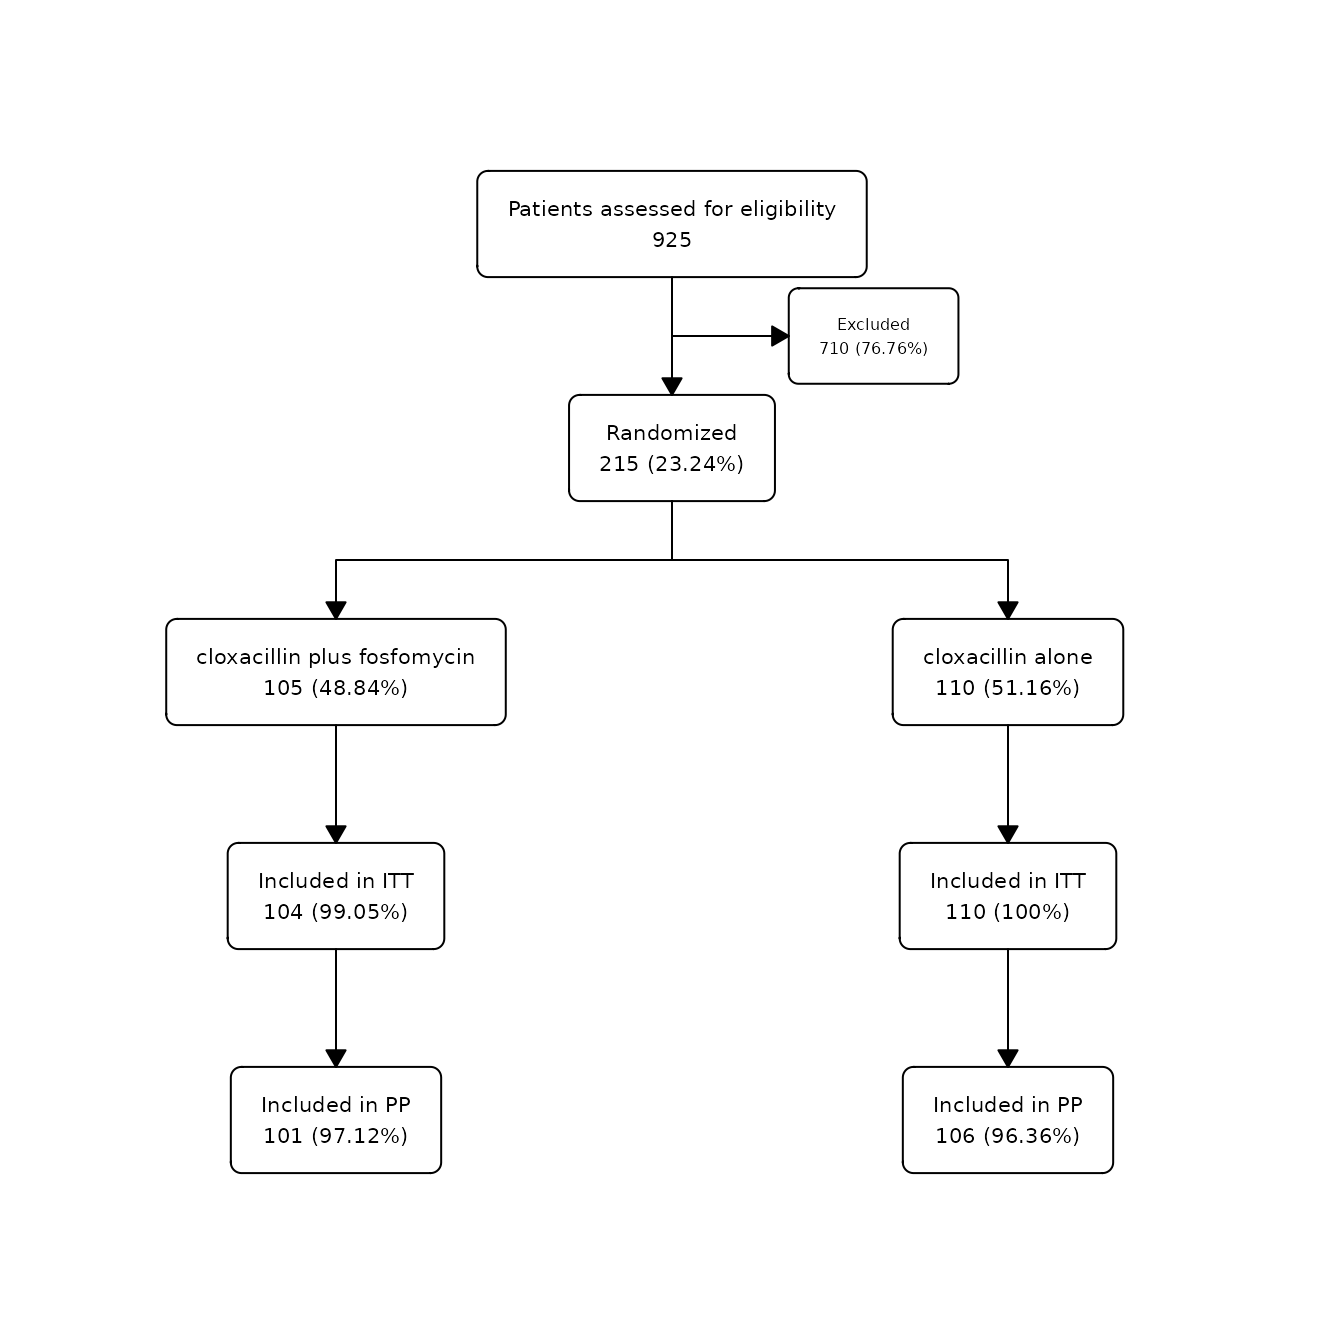 Patients assessed for eligibility
925
Excluded
710 (76.76%)
Randomized
215 (23.24%)
cloxacillin plus fosfomycin
105 (48.84%)
cloxacillin alone
110 (51.16%)
Included in ITT
104 (99.05%)
Included in ITT
110 (100%)
Included in PP
101 (97.12%)
Included in PP
106 (96.36%)